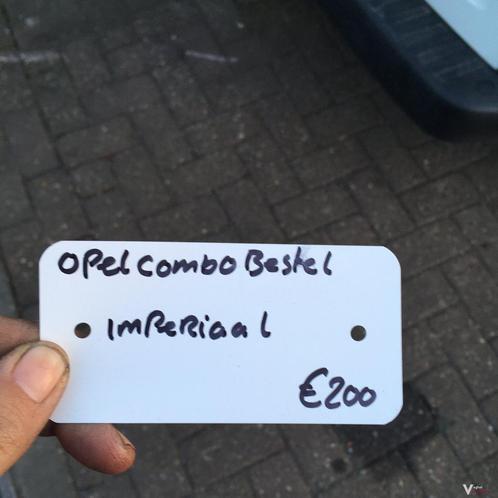 Opel Combo Bestel
Imperiaal
€200